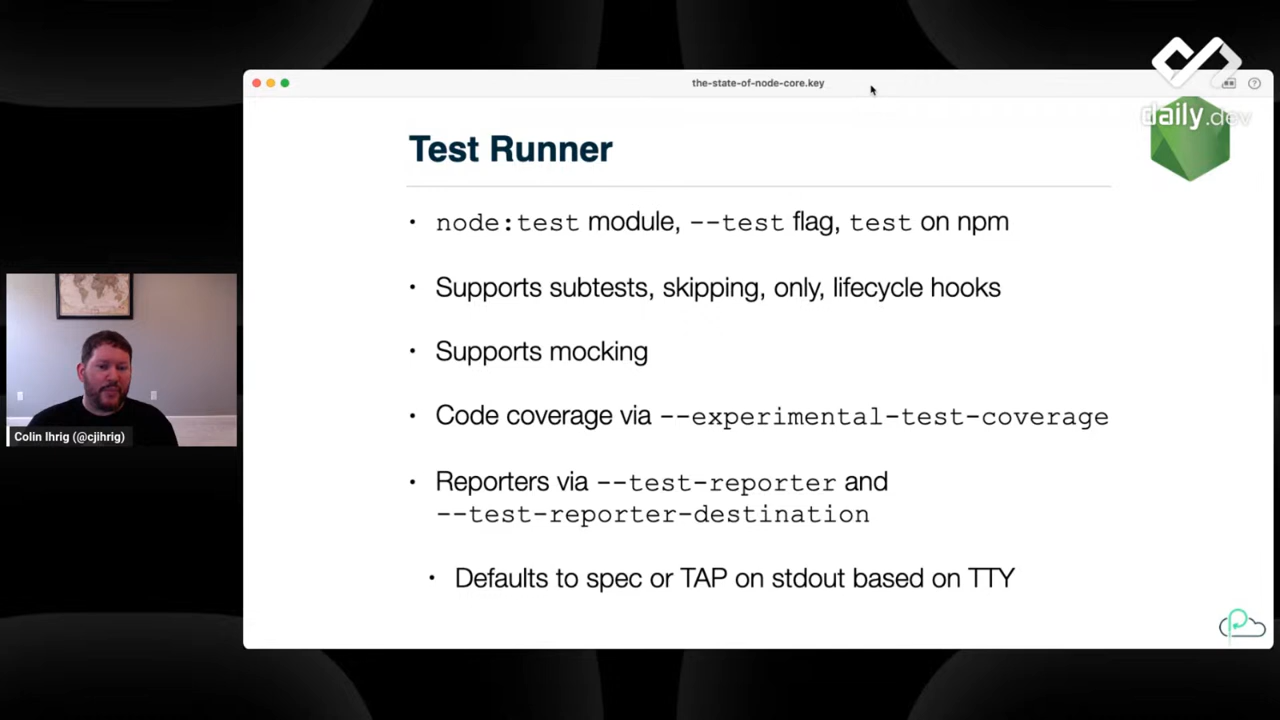 the-state-of-node-core.key
daily.dev
Test Runner
• node:test module, --test flag, test on npm
• Supports subtests, skipping, only, lifecycle hooks
• Supports mocking
• Code coverage via --experimental-test-coverage
• Reporters via --test-reporter and
--test-reporter-destination
• Defaults to spec or TAP on stdout based on TTY
Colin Ihrig (@cjihrig)